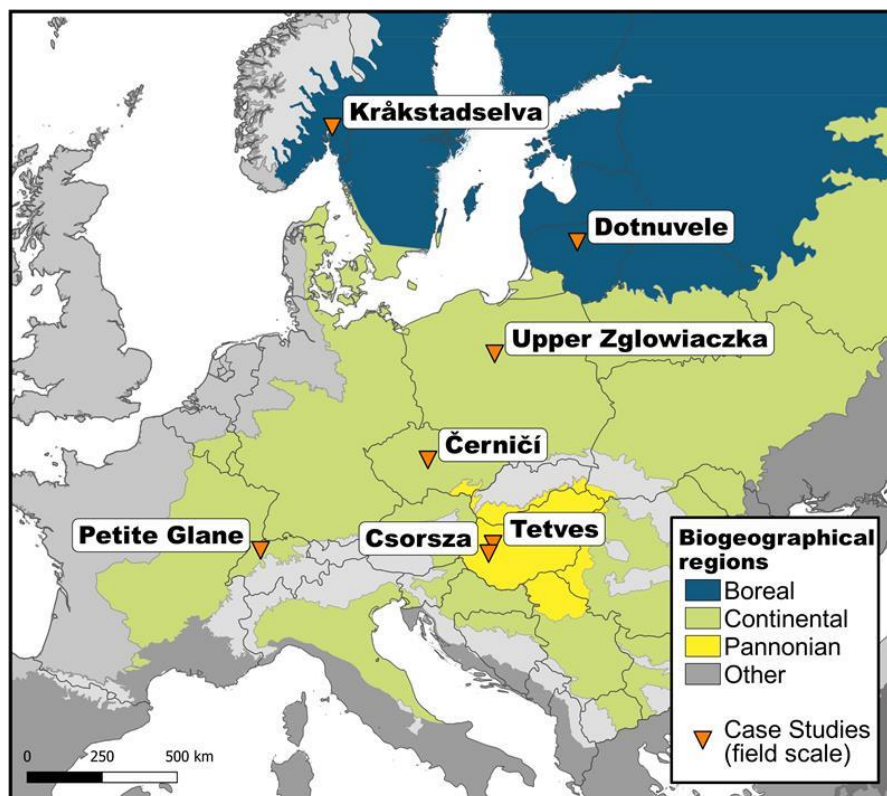 Kråkstadselva
Dotnuvele
Upper Zglowiaczka
Černičí
Petite Glane
Csorsza
Tetves
Biogeographical
regions
Boreal
Continental
Pannonian
Other
Case Studies
(field scale)
0 250 500 km